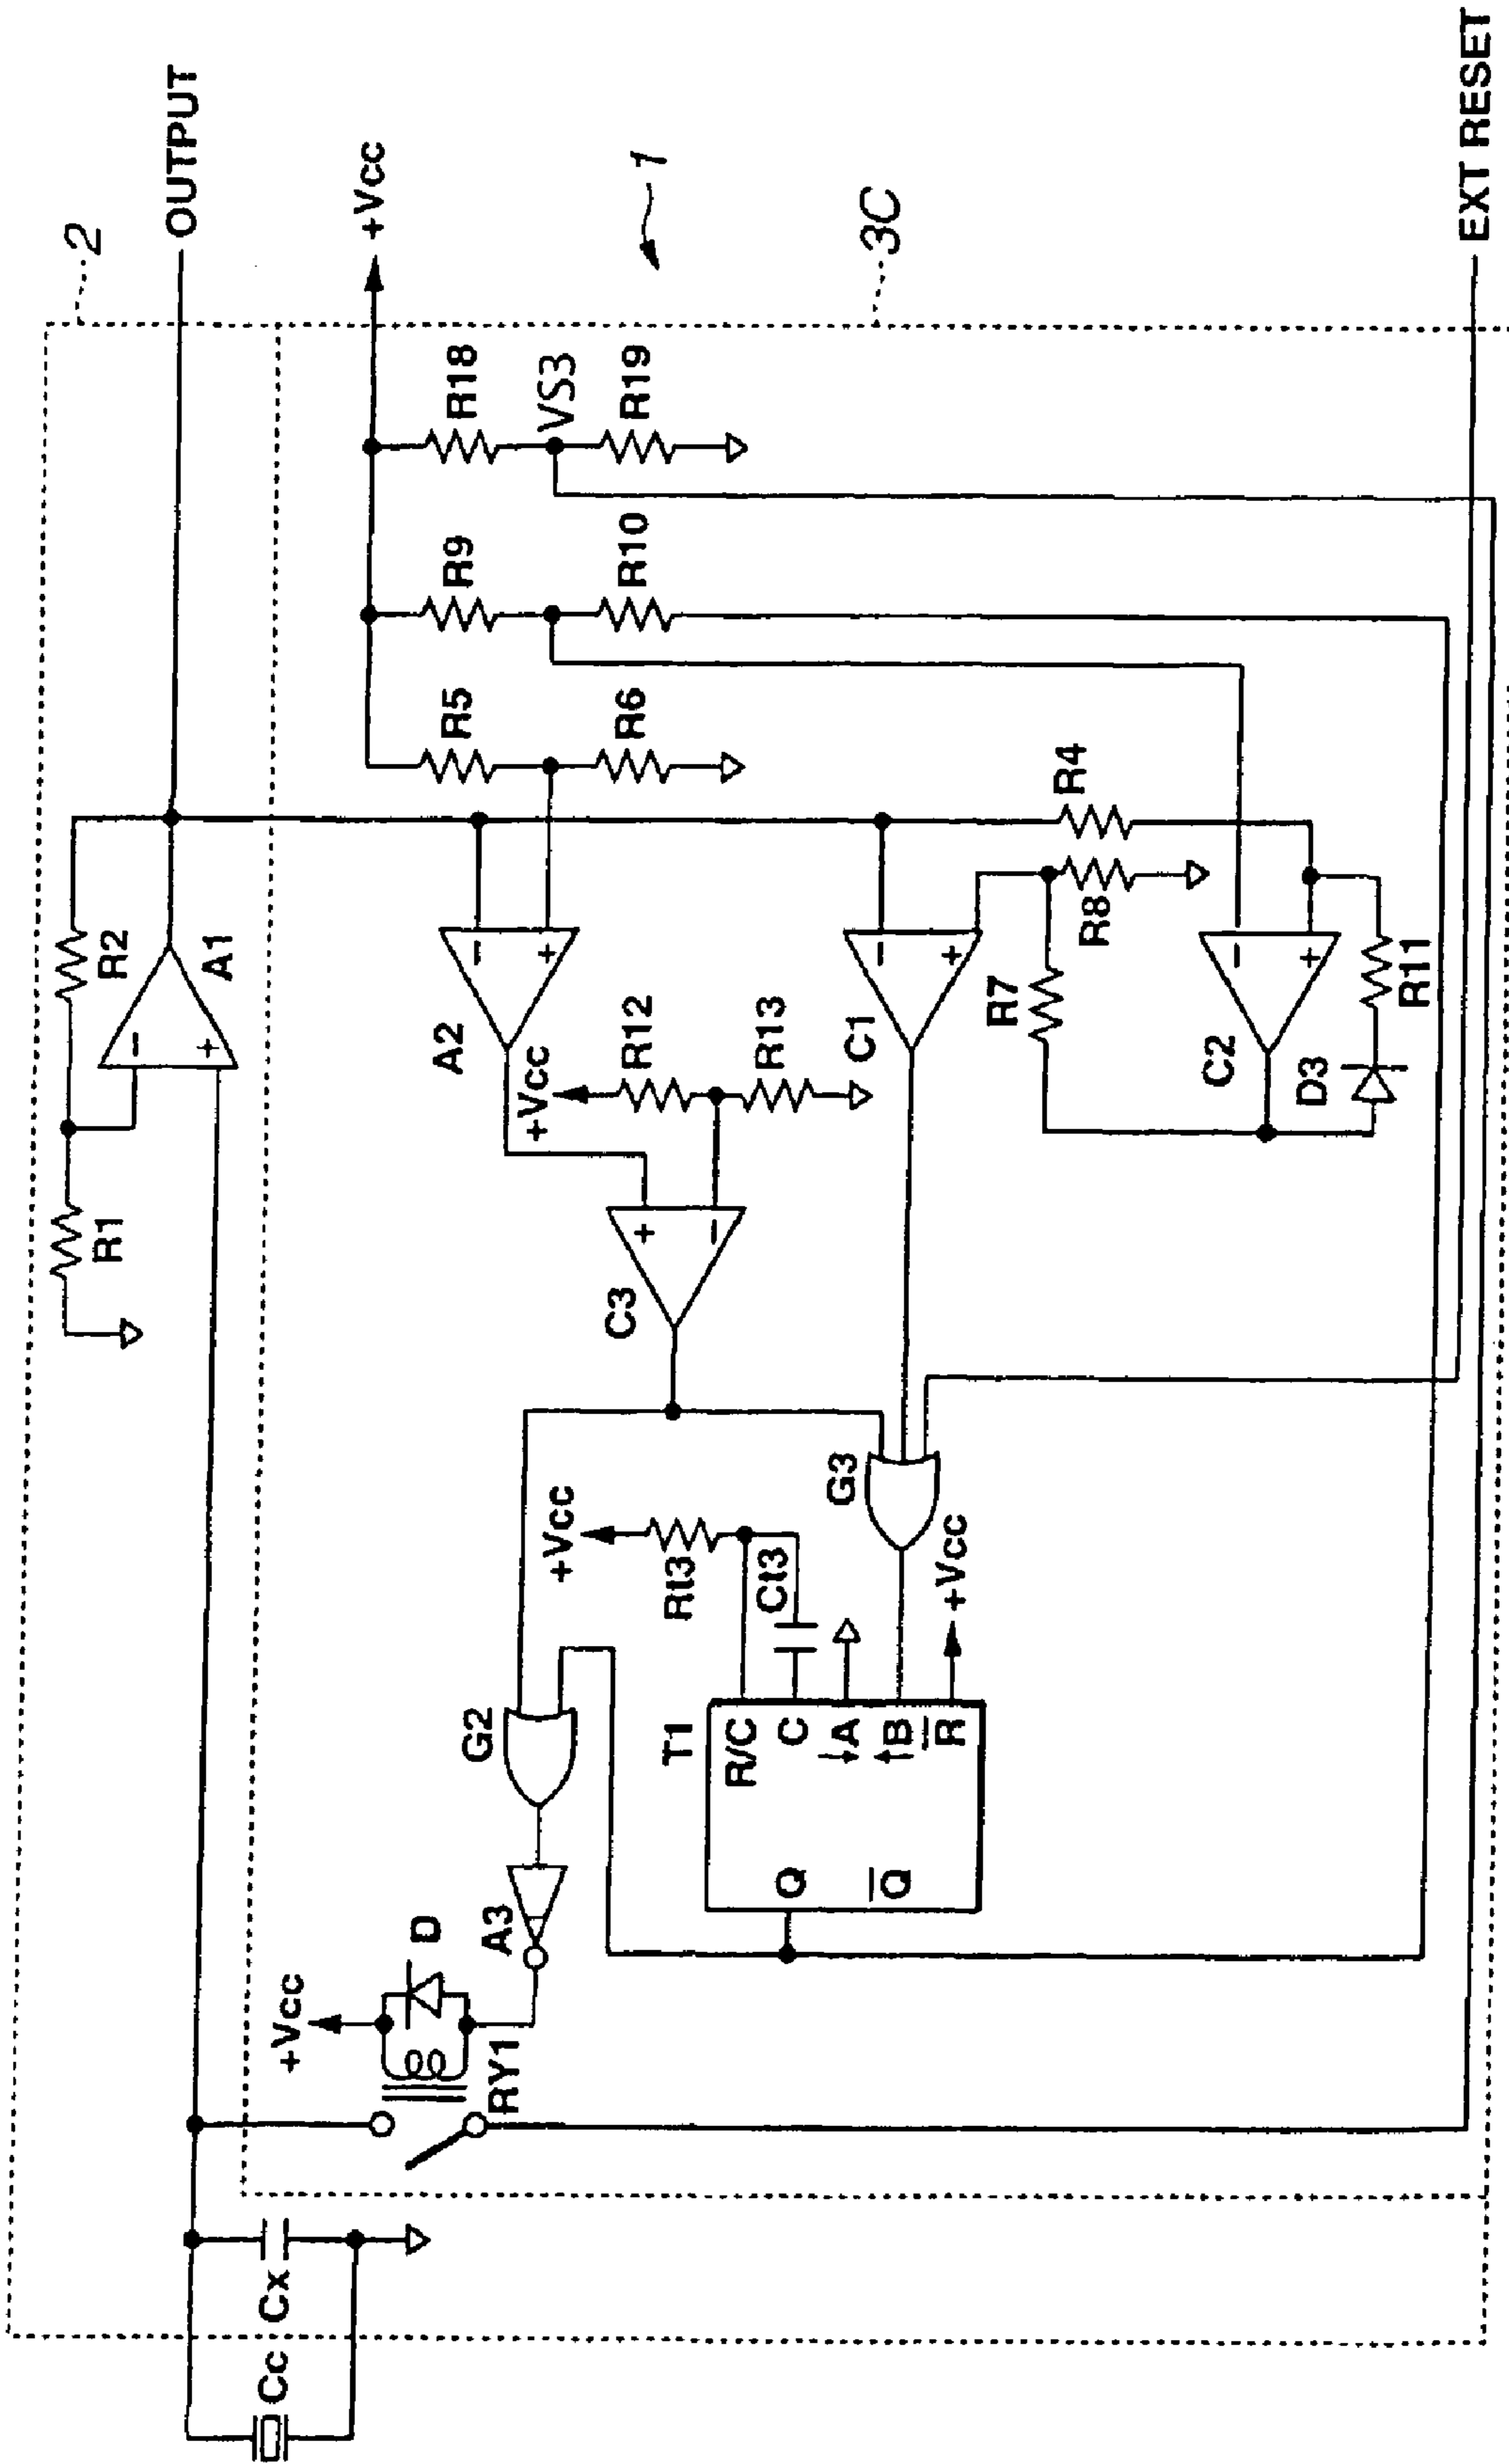 2
OUTPUT
R1
R2
−
+
A1
Cc
Cx
+Vcc
1
3C
R5
R9
R18
VS3
R6
R10
R19
+Vcc
D
RY1
A3
G2
C3
+
−
A2
−
+
+Vcc
R12
R13
+Vcc
Rt3
Ct3
T1
R/C
C
A
B
R
Q
Q
G3
+Vcc
C1
−
+
R7
R8
R4
C2
−
+
D3
R11
EXT RESET